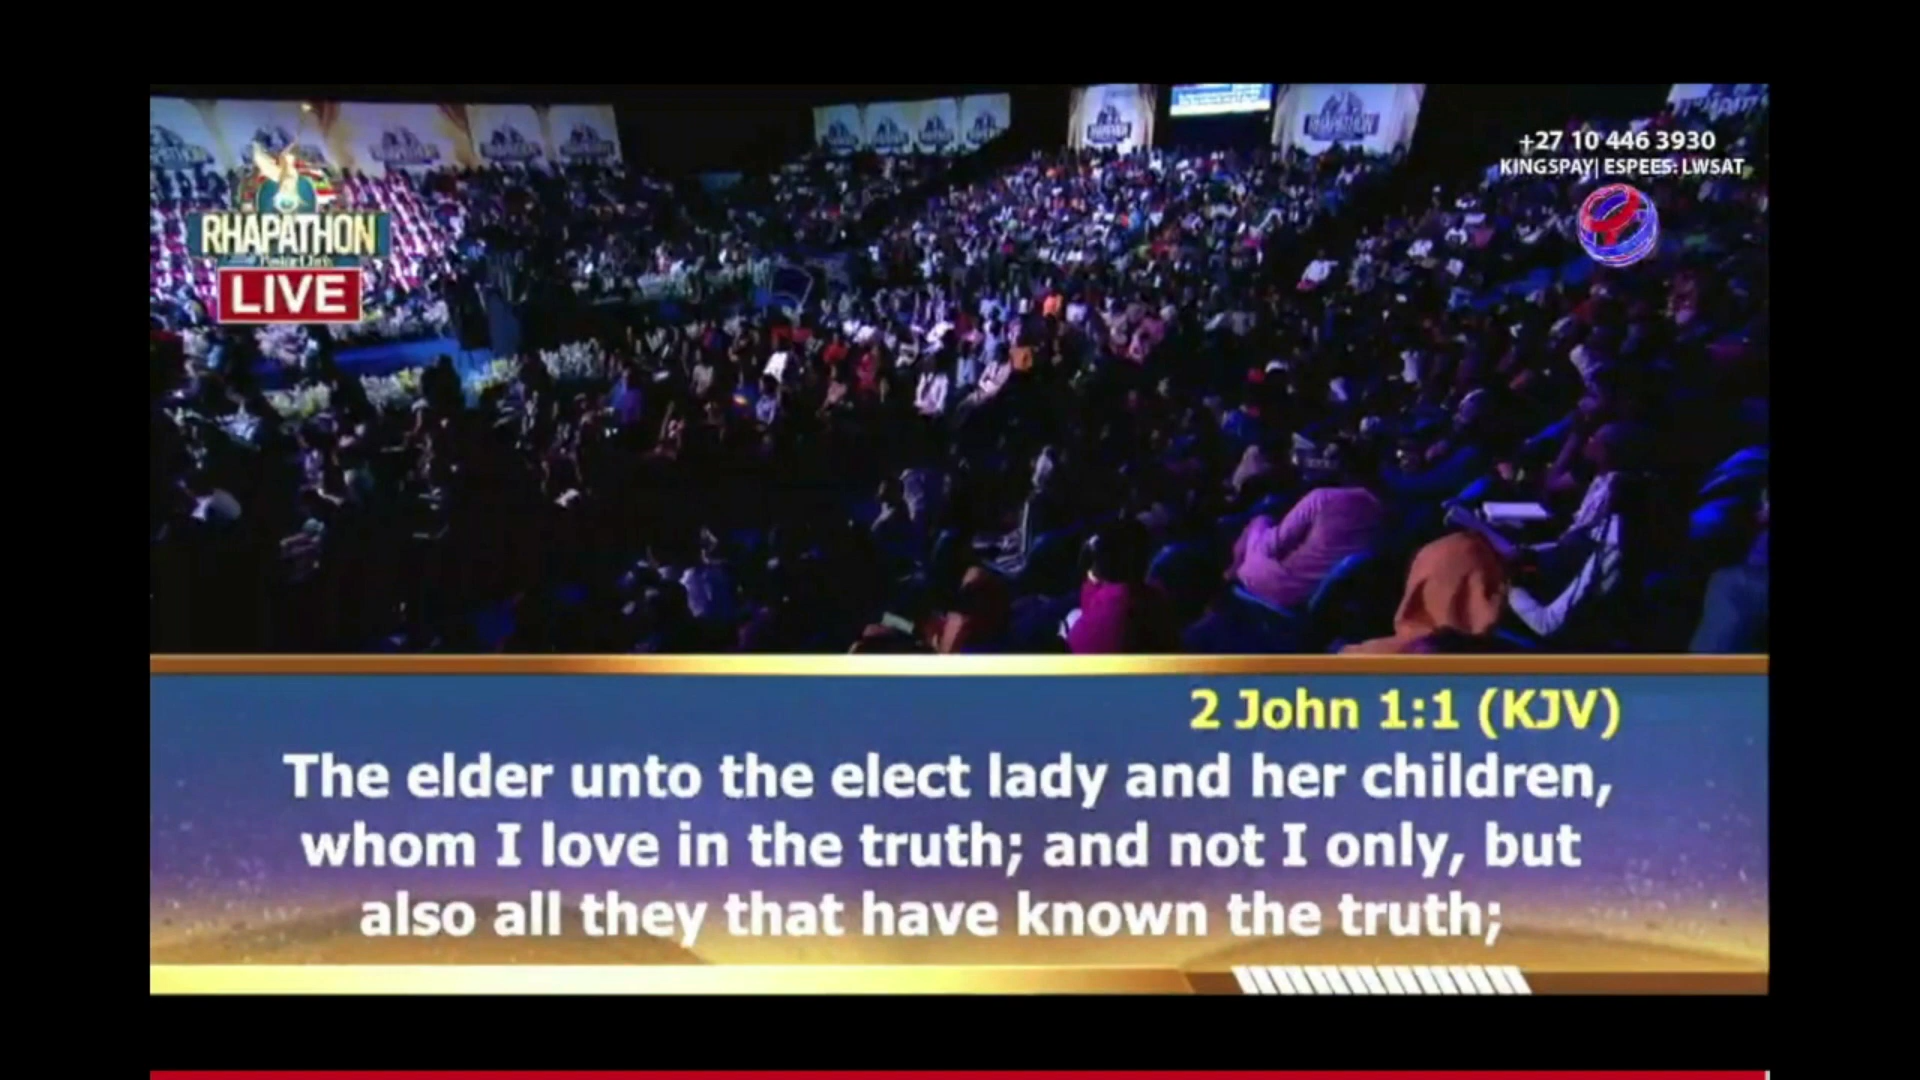 +27 10 446 3930
KINGSPAY| ESPEES: LWSAT
RHAPATHON
LIVE
RHAPATHON
2 John 1:1 (KJV)
The elder unto the elect lady and her children,
whom I love in the truth; and not I only, but
also all they that have known the truth;